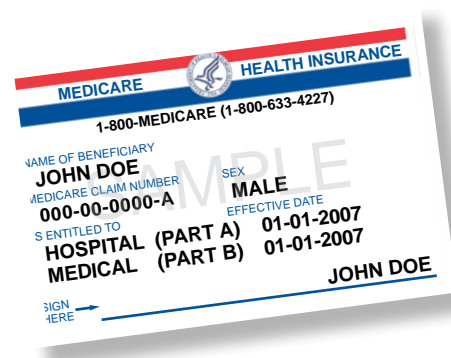 MEDICARE HEALTH INSURANCE
1-800-MEDICARE (1-800-633-4227)
NAME OF BENEFICIARY
JOHN DOE
MEDICARE CLAIM NUMBER SEX
000-00-0000-A MALE
IS ENTITLED TO EFFECTIVE DATE
HOSPITAL (PART A) 01-01-2007
MEDICAL (PART B) 01-01-2007
SAMPLE
JOHN DOE
SIGN
HERE